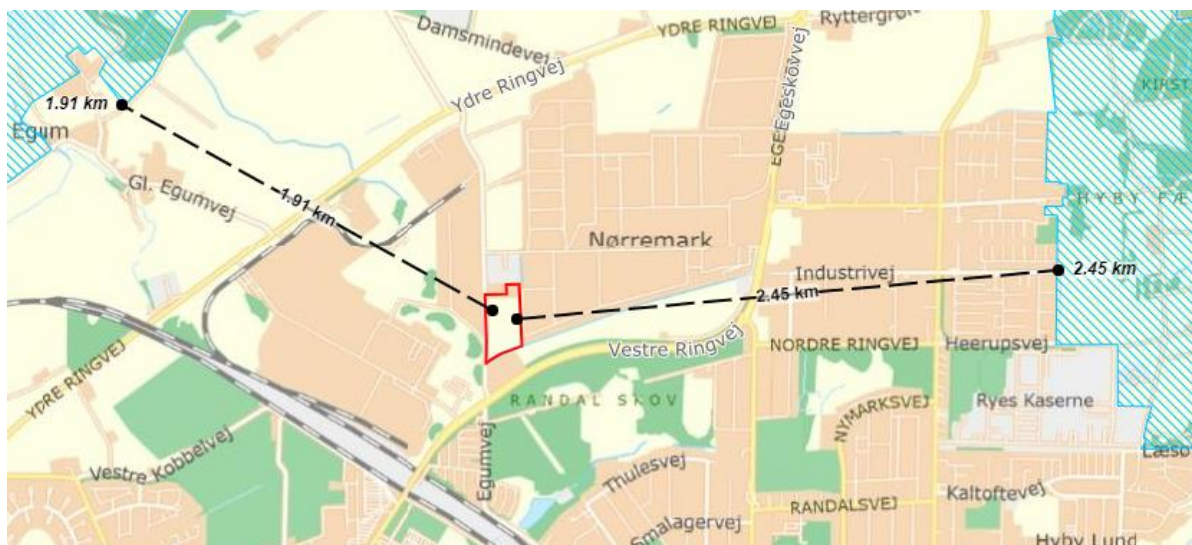 Damsmindevej
YDRE RINGVEJ
Ydre Ringvej
EGE
Egeskovvej
KIRST
1.91 km
Egum
Gl. Egumvej
1.91 km
HYBY FÆ
Nørremark
Industrivej
2.45 km
2.45 km
Vestre Ringvej
NORDRE RINGVEJ
Heerupsvej
YDRE RINGVEJ
RANDAL SKOV
NYMARKSVEJ
Ryes Kaserne
Vestre Kobbelvej
Egumvej
Thulesvej
Læsø
RANDALSVEJ
Kaltoftevej
Smalagervej
Hyby Lund